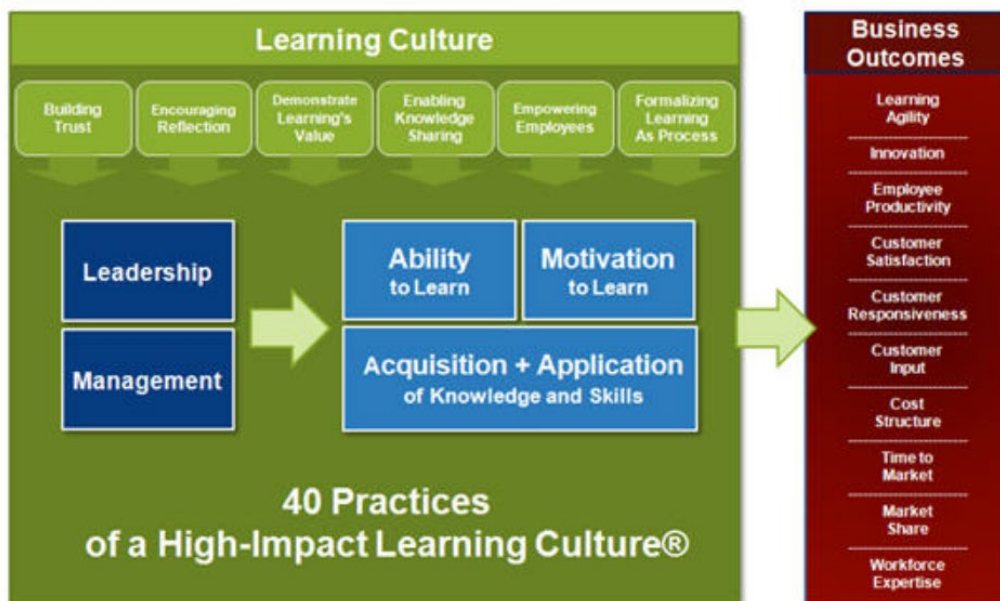 Learning Culture
Building
Trust
Encouraging
Reflection
Demonstrate
Learning's
Value
Enabling
Knowledge
Sharing
Empowering
Employees
Formalizing
Learning
As Process
Leadership
Management
Ability
to Learn
Motivation
to Learn
Acquisition + Application
of Knowledge and Skills
40 Practices
of a High-Impact Learning Culture®
Business
Outcomes
Learning
Agility
Innovation
Employee
Productivity
Customer
Satisfaction
Customer
Responsiveness
Customer
Input
Cost
Structure
Time to
Market
Market
Share
Workforce
Expertise